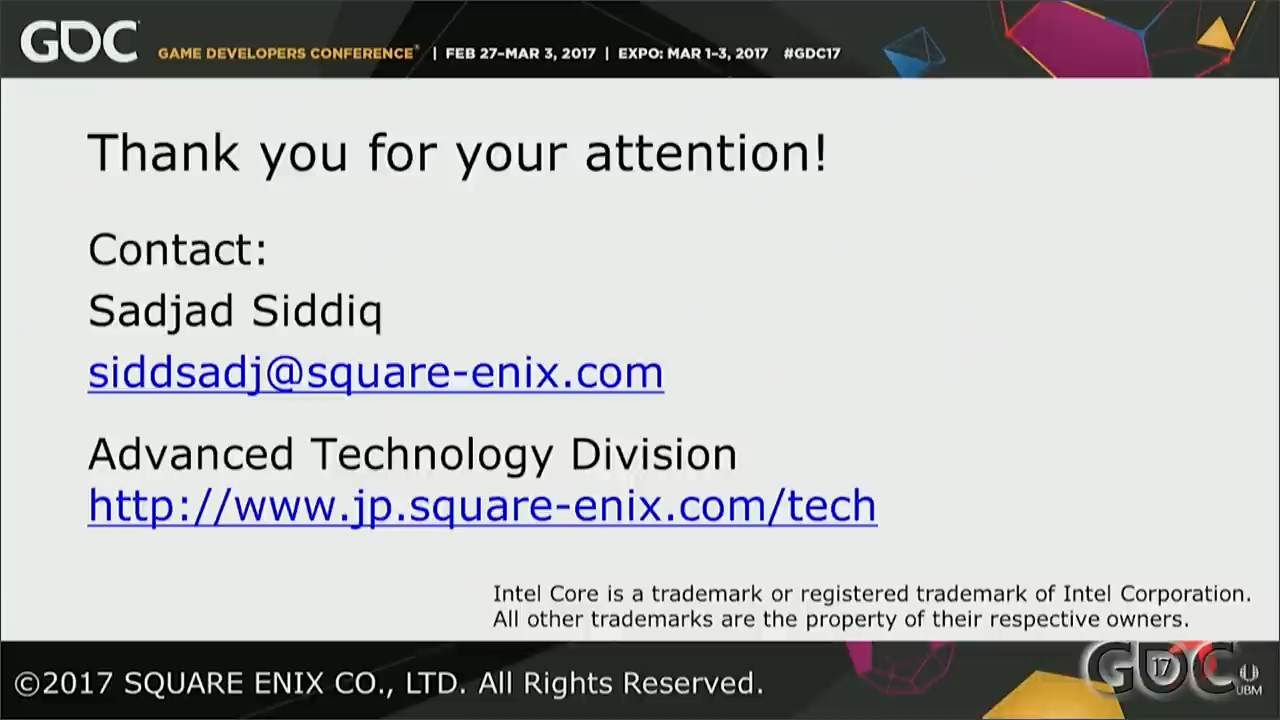 GDC GAME DEVELOPERS CONFERENCE® | FEB 27-MAR 3, 2017 | EXPO: MAR 1-3, 2017 #GDC17
Thank you for your attention!
Contact:
Sadjad Siddiq
siddsadj@square-enix.com
Advanced Technology Division
http://www.jp.square-enix.com/tech
Intel Core is a trademark or registered trademark of Intel Corporation.
All other trademarks are the property of their respective owners.
©2017 SQUARE ENIX CO., LTD. All Rights Reserved.
GDC 17
UBM